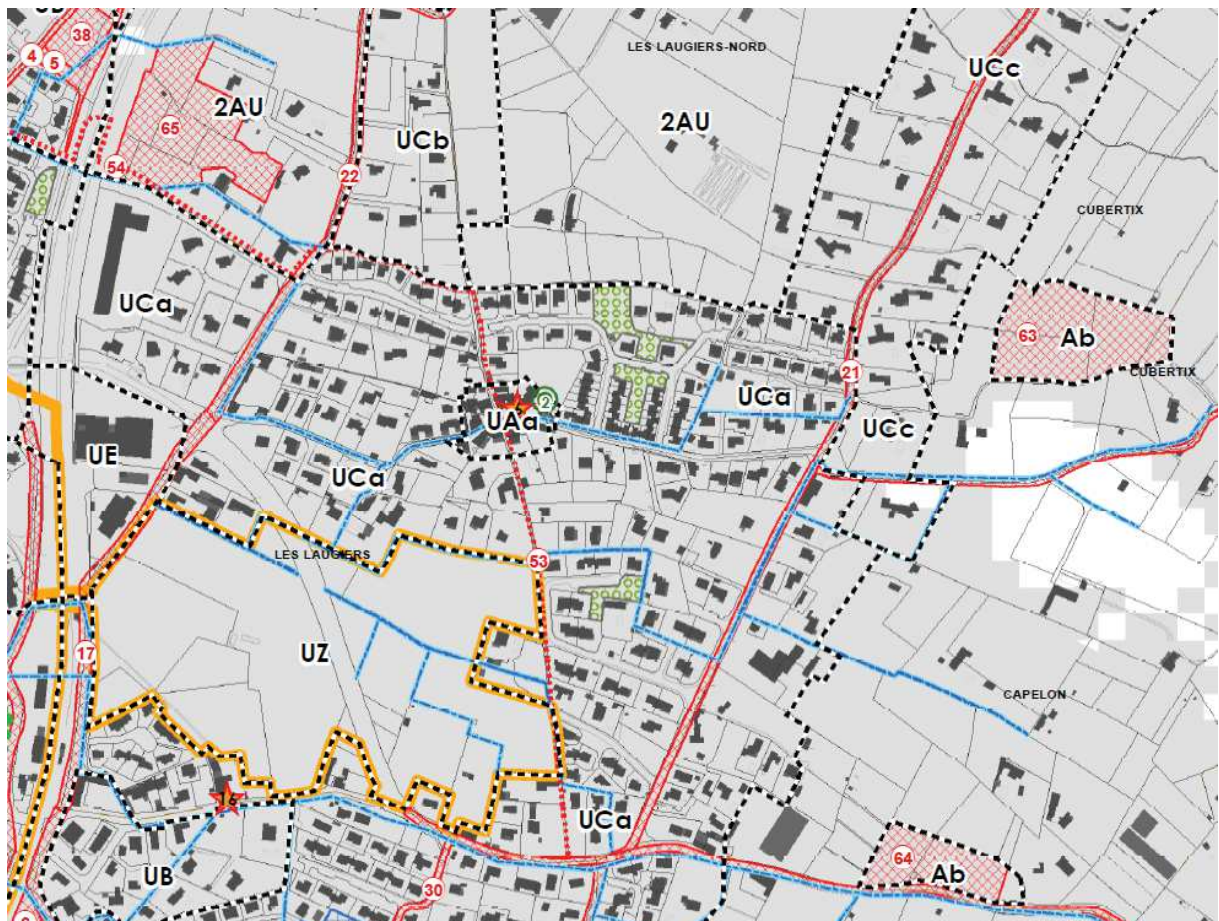 38
4
5
LES LAUGIERS-NORD
UCc
2AU
65
UCb
2AU
54
22
CUBERTIX
UCa
63
Ab
21
CUBERTIX
UCa
2
UAa
UCc
UE
UCa
LES LAUGIERS
53
UZ
17
CAPELON
16
UCa
64
Ab
UB
30